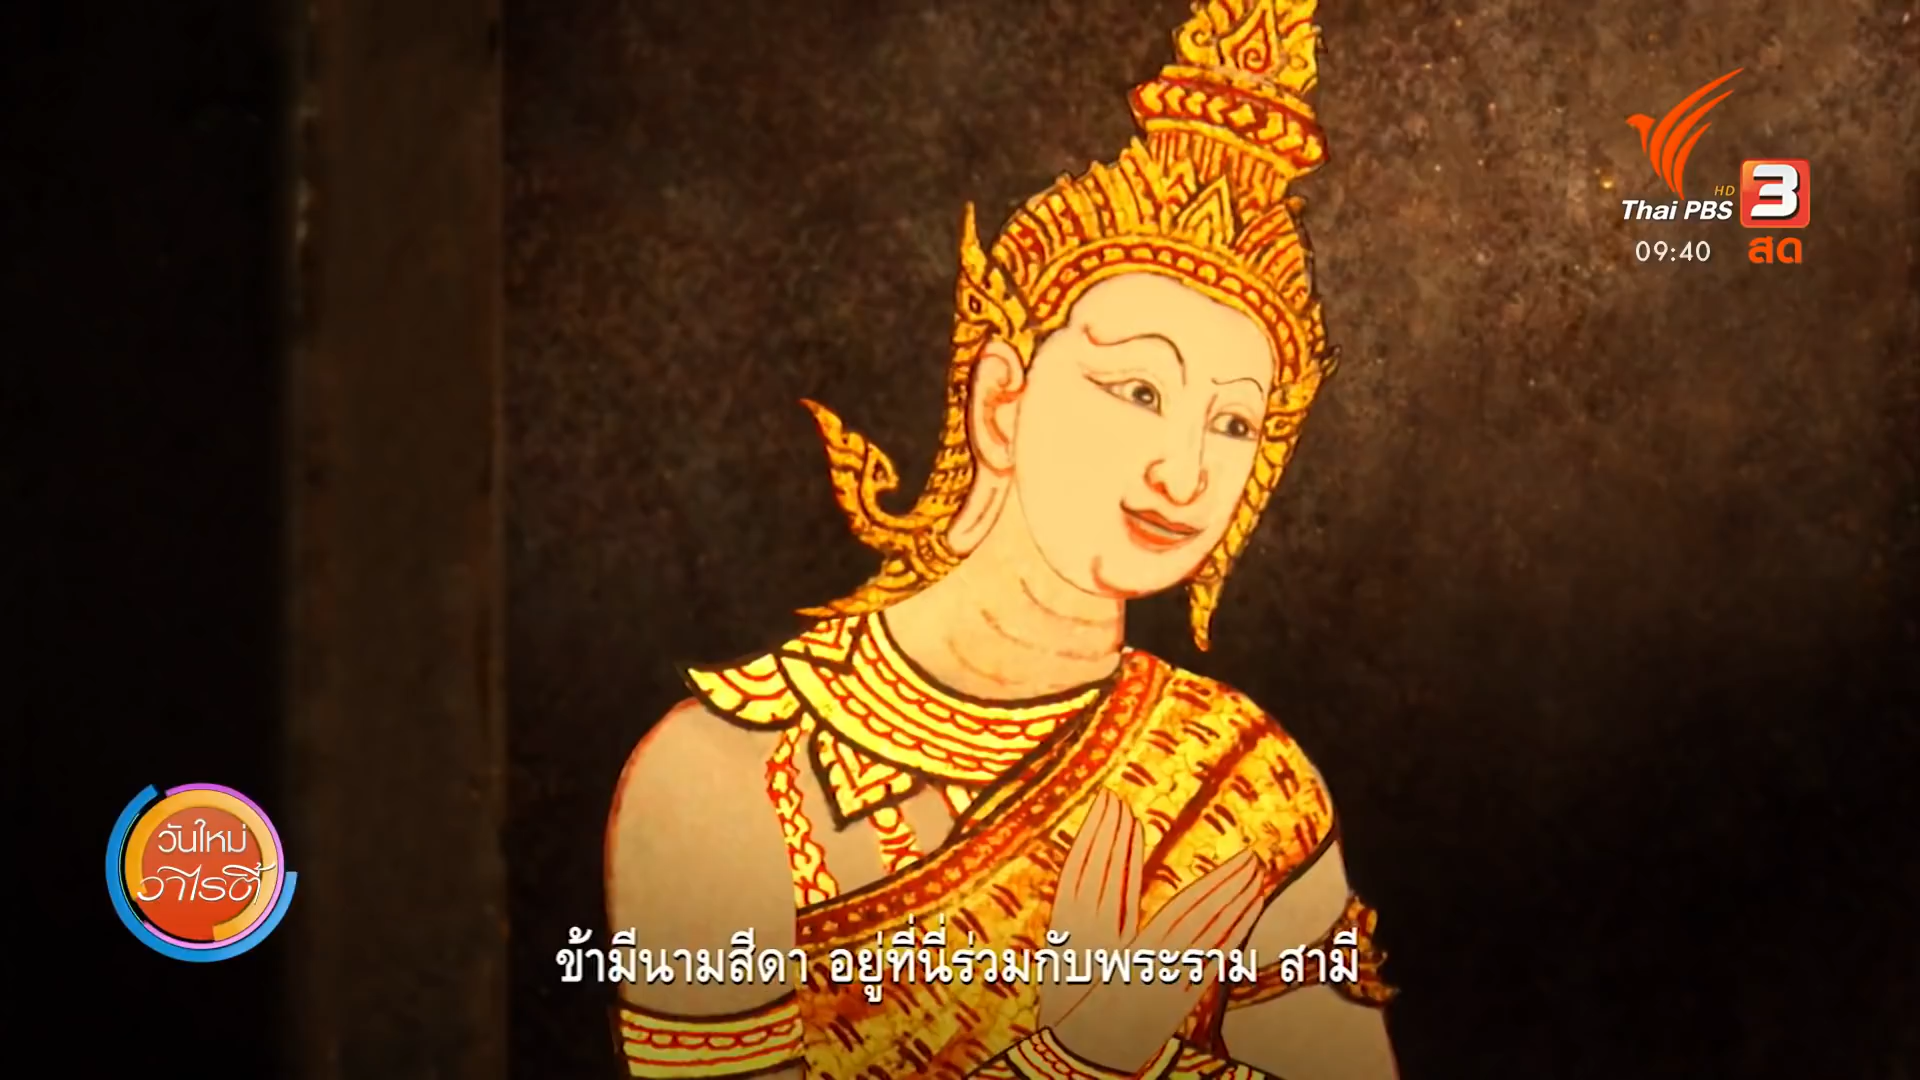 HD
Thai PBS 3
09:40 สด
วันใหม่
วาไรตี้
ข้ามีนามสีดา อยู่ที่นี่ร่วมกับพระราม สามี